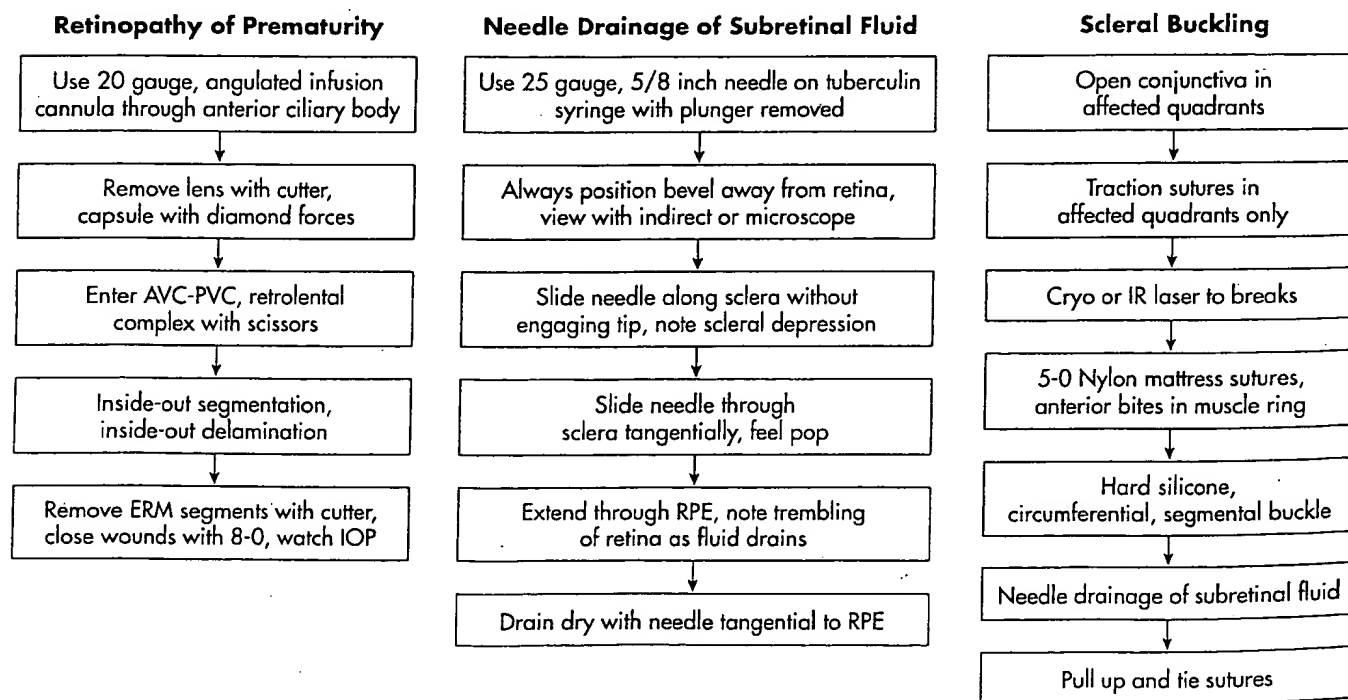 Retinopathy of Prematurity
Use 20 gauge, angulated infusion
cannula through anterior ciliary body
Remove lens with cutter,
capsule with diamond forces
Enter AVC-PVC, retrolental
complex with scissors
Inside-out segmentation,
inside-out delamination
Remove ERM segments with cutter,
close wounds with 8-0, watch IOP
Needle Drainage of Subretinal Fluid
Use 25 gauge, 5/8 inch needle on tuberculin
syringe with plunger removed
Always position bevel away from retina,
view with indirect or microscope
Slide needle along sclera without
engaging tip, note scleral depression
Slide needle through
sclera tangentially, feel pop
Extend through RPE, note trembling
of retina as fluid drains
Drain dry with needle tangential to RPE
Scleral Buckling
Open conjunctiva in
affected quadrants
Traction sutures in
affected quadrants only
Cryo or IR laser to breaks
5-0 Nylon mattress sutures,
anterior bites in muscle ring
Hard silicone,
circumferential, segmental buckle
Needle drainage of subretinal fluid
Pull up and tie sutures